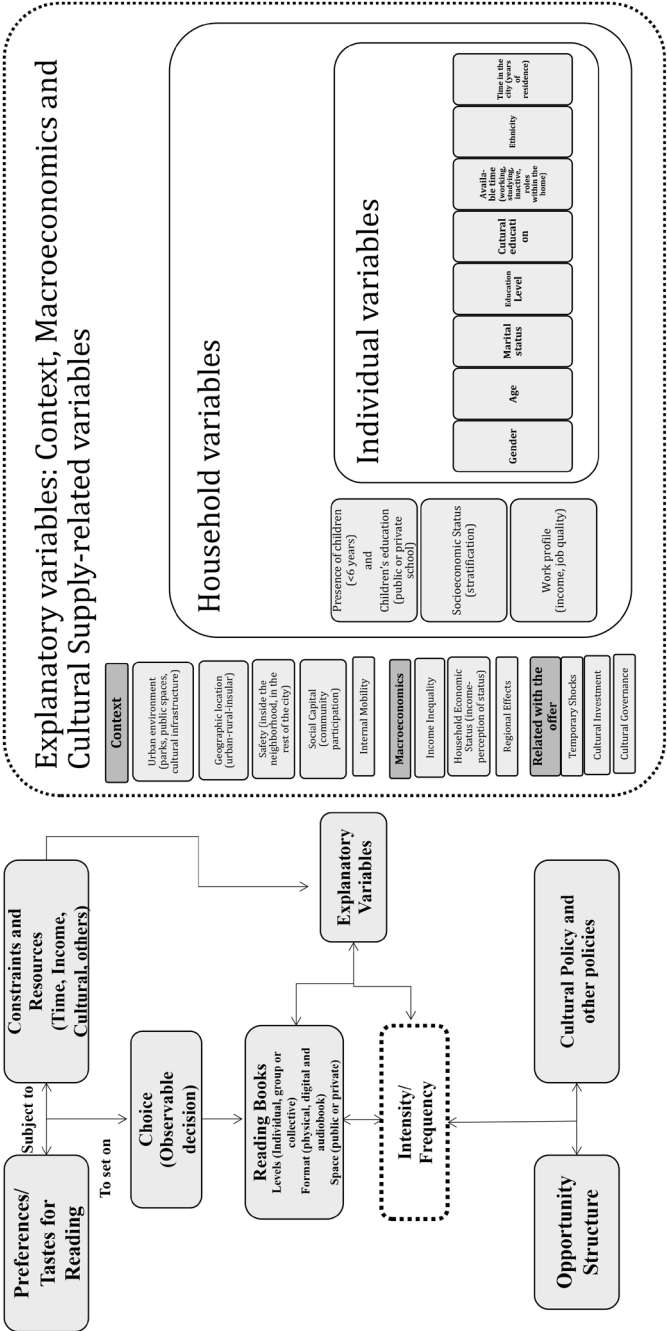 Preferences/
Tastes for
Reading
Subject to
Constraints and
Resources
(Time, Income,
Cultural, others)
To set on
Choice
(Observable
decision)
Reading Books
Levels (Individual, group or
collective)
Format (physical, digital and
audiobook)
Space (public or private)
Explanatory
Variables
Intensity/
Frequency
Opportunity
Structure
Cultural Policy and
other policies
Explanatory variables: Context, Macroeconomics and
Cultural Supply-related variables
Context
Urban environment
(parks, public spaces,
cultural infrastructure)
Geographic location
(urban-rural-insular)
Safety (inside the
neighborhood, in the
rest of the city)
Social Capital
(community
participation)
Internal Mobility
Macroeconomics
Income Inequality
Household Economic
Status (income-
perception of status)
Regional Effects
Related with the
offer
Temporary Shocks
Cultural Investment
Cultural Governance
Household variables
Presence of children
(<6 years)
and
Children's education
(public or private
school)
Socioeconomic Status
(stratification)
Work profile
(income, job quality)
Individual variables
Gender
Age
Marital
status
Education
Level
Cutural
educati
on
Availa-
ble time
(working,
studying,
inactive,
roles
within the
home)
Ethnicity
Time in the
city (years
of
residence)